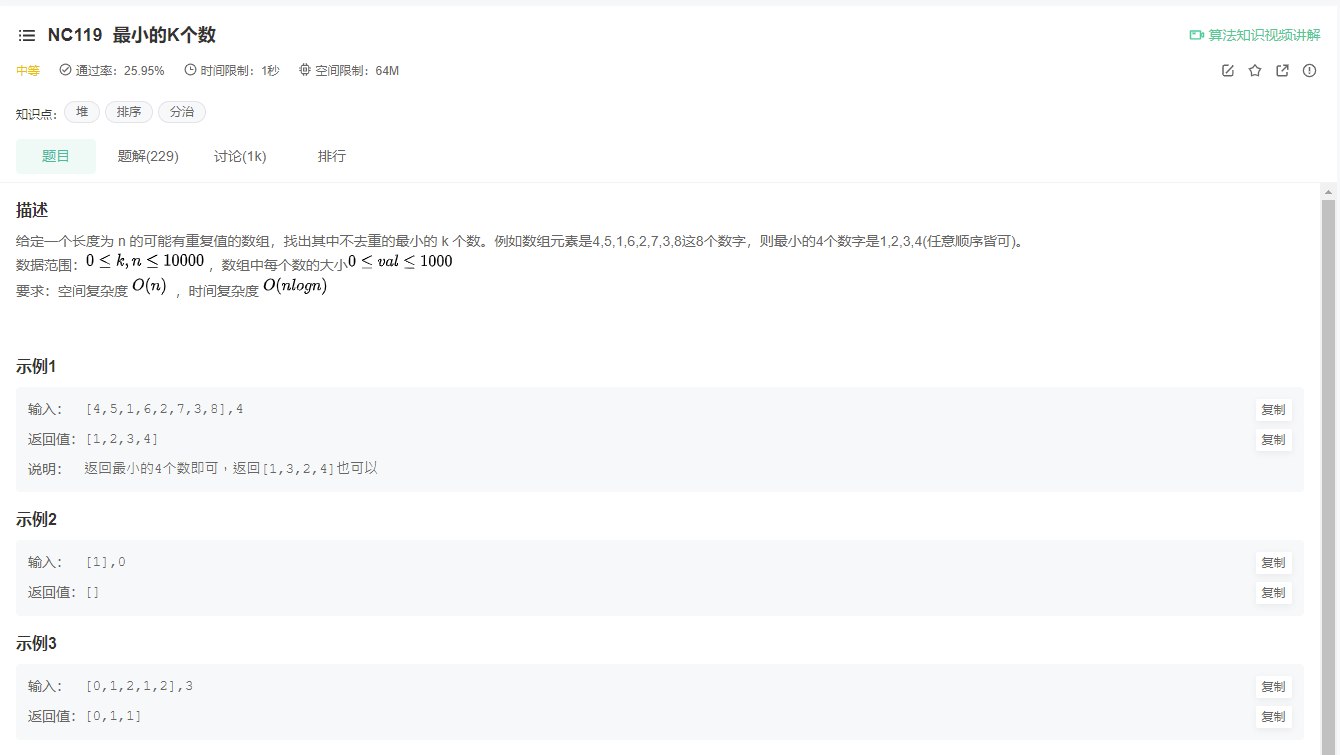 NC119 最小的K个数
算法知识视频讲解
中等 通过率：25.95% 时间限制：1秒 空间限制：64M
知识点： 堆 排序 分治
题目 题解(229) 讨论(1k) 排行
描述
给定一个长度为 n 的可能有重复值的数组，找出其中不去重的最小的 k 个数。例如数组元素是4,5,1,6,2,7,3,8这8个数字，则最小的4个数字是1,2,3,4(任意顺序皆可)。
数据范围：0 ≤ k, n ≤ 10000 ，数组中每个数的大小0 ≤ val ≤ 1000
要求：空间复杂度 O(n) ，时间复杂度 O(nlogn)
示例1
输入： [4,5,1,6,2,7,3,8],4
复制
返回值： [1,2,3,4]
复制
说明： 返回最小的4个数即可，返回[1,3,2,4]也可以
示例2
输入： [1],0
复制
返回值： []
复制
示例3
输入： [0,1,2,1,2],3
复制
返回值： [0,1,1]
复制